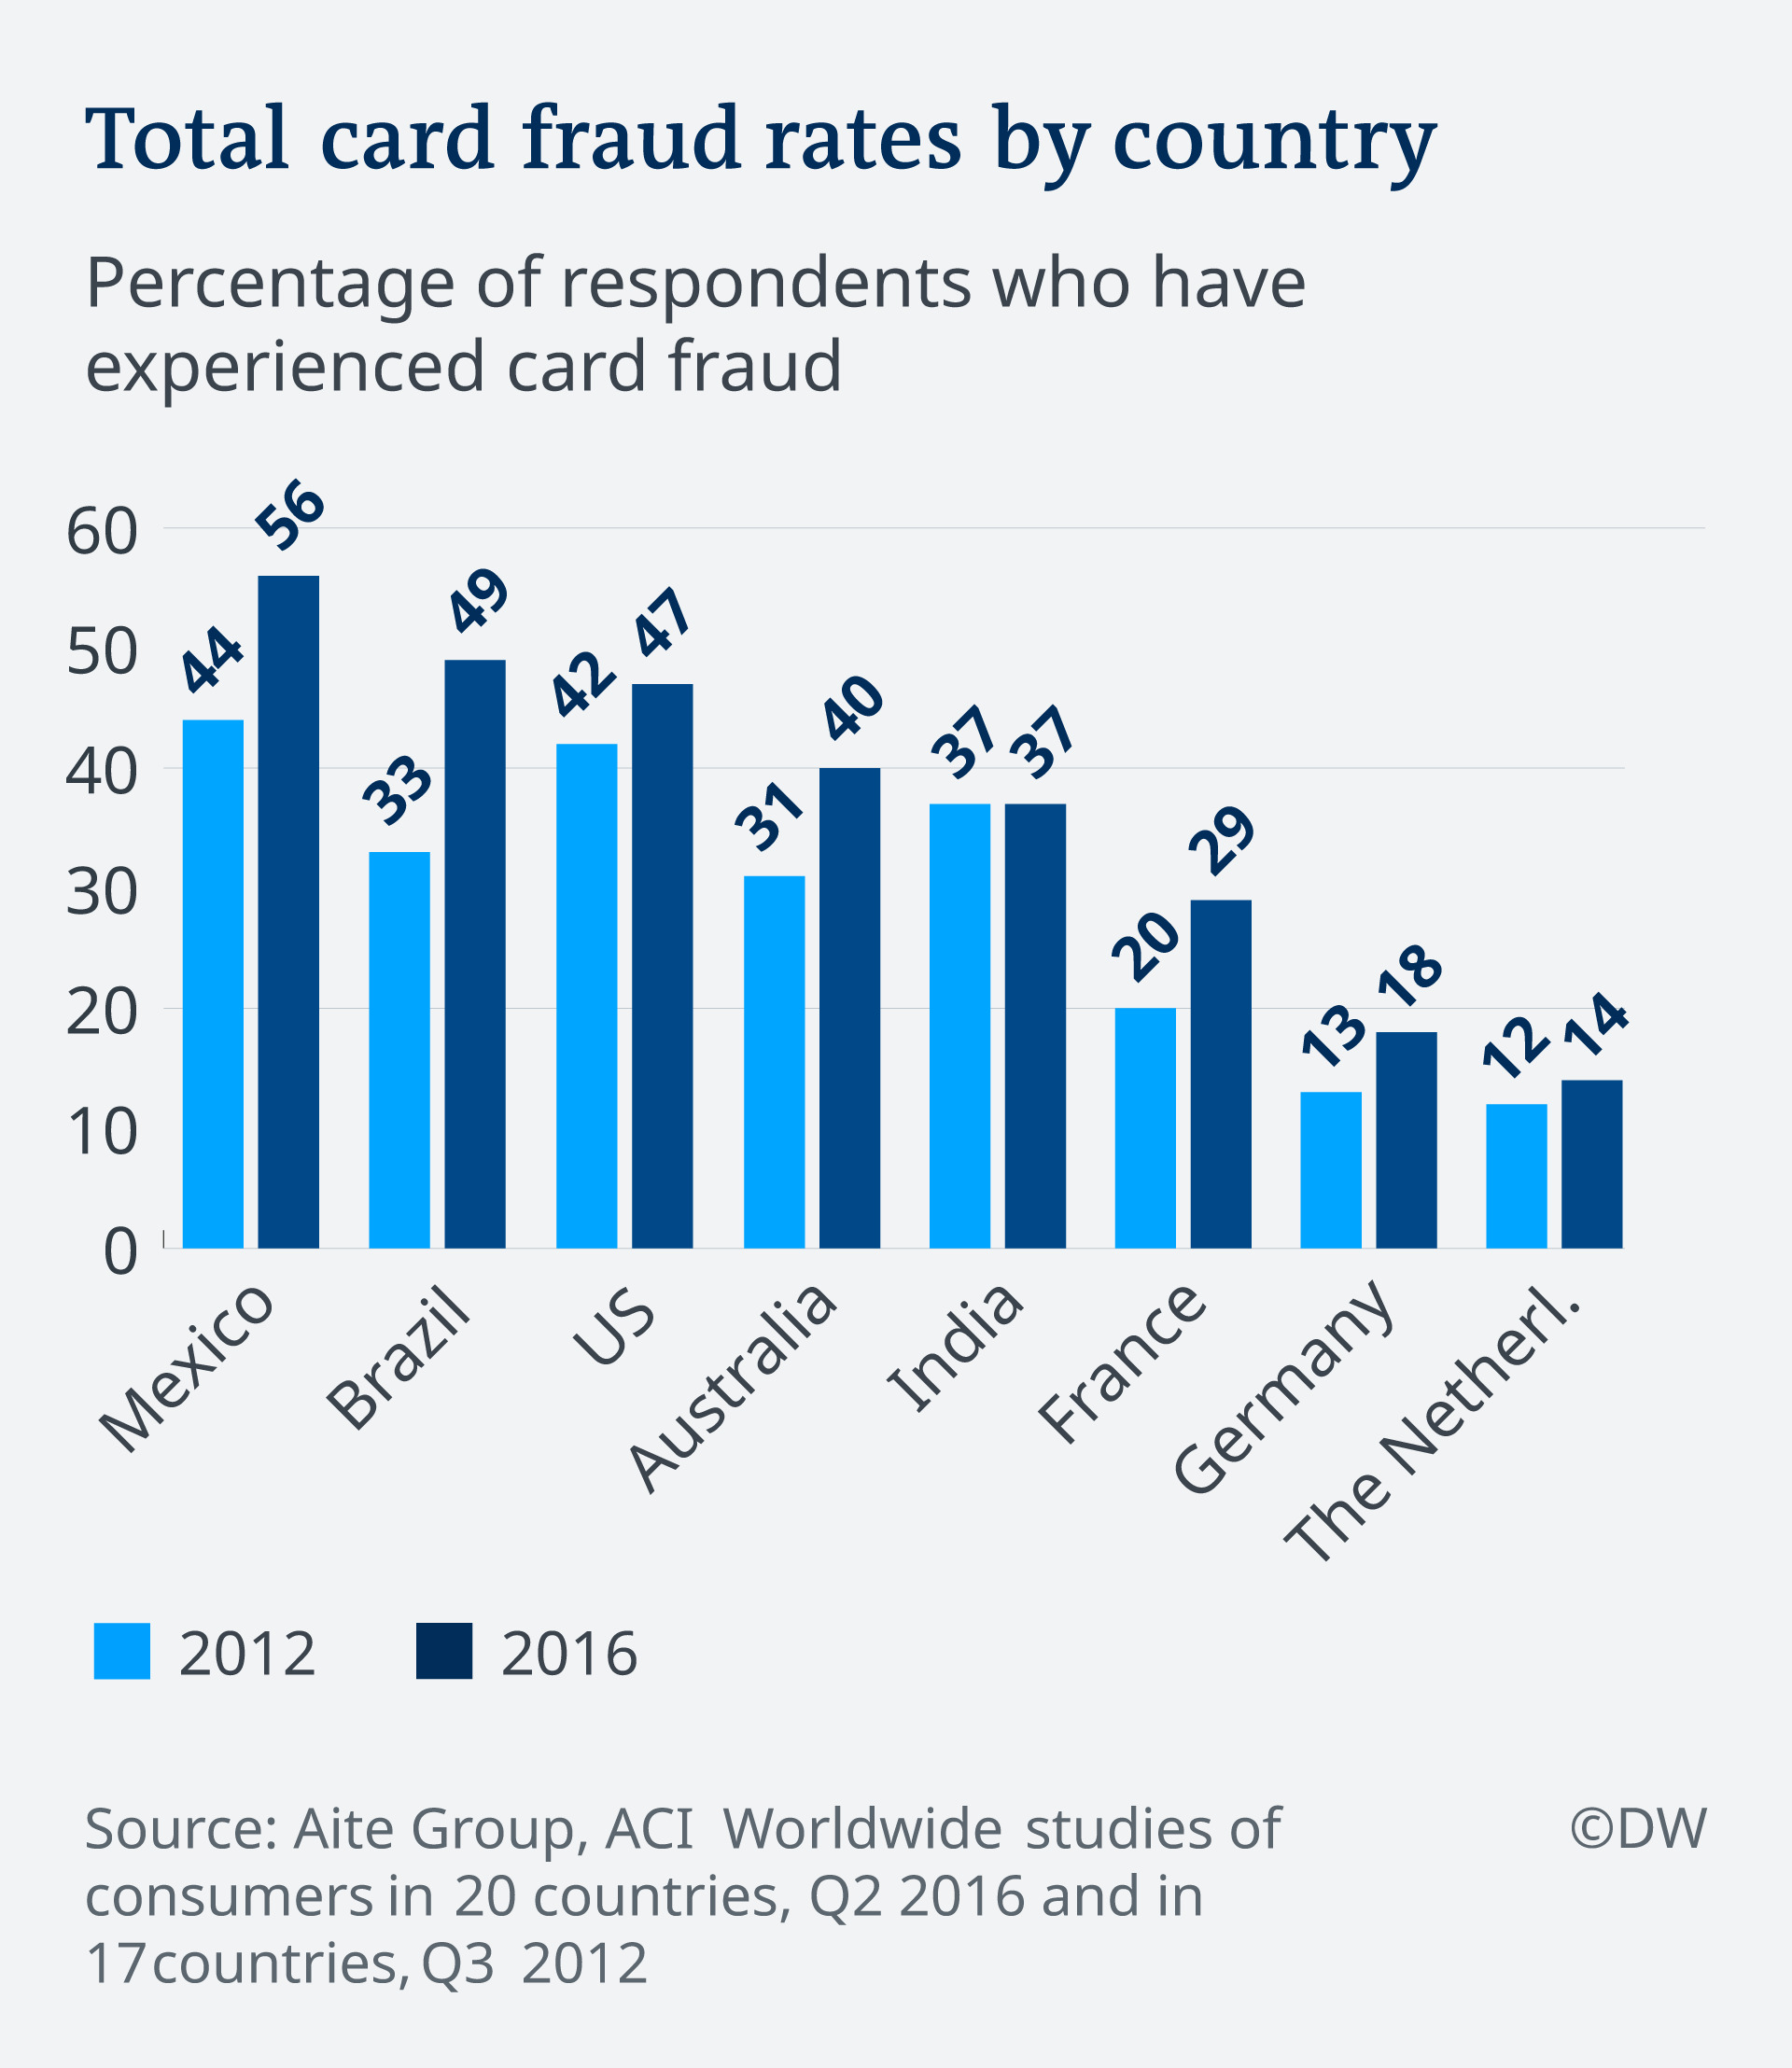 Total card fraud rates by country
Percentage of respondents who have
experienced card fraud
60
50
40
30
20
10
0
44
56
33
49
42
47
31
40
37
37
20
29
13
18
12
14
Mexico
Brazil
US
Australlia
India
France
Germany
The Netherl.
2012
2016
Source: Aite Group, ACI Worldwide studies of
consumers in 20 countries, Q2 2016 and in
17countries, Q3 2012
©DW